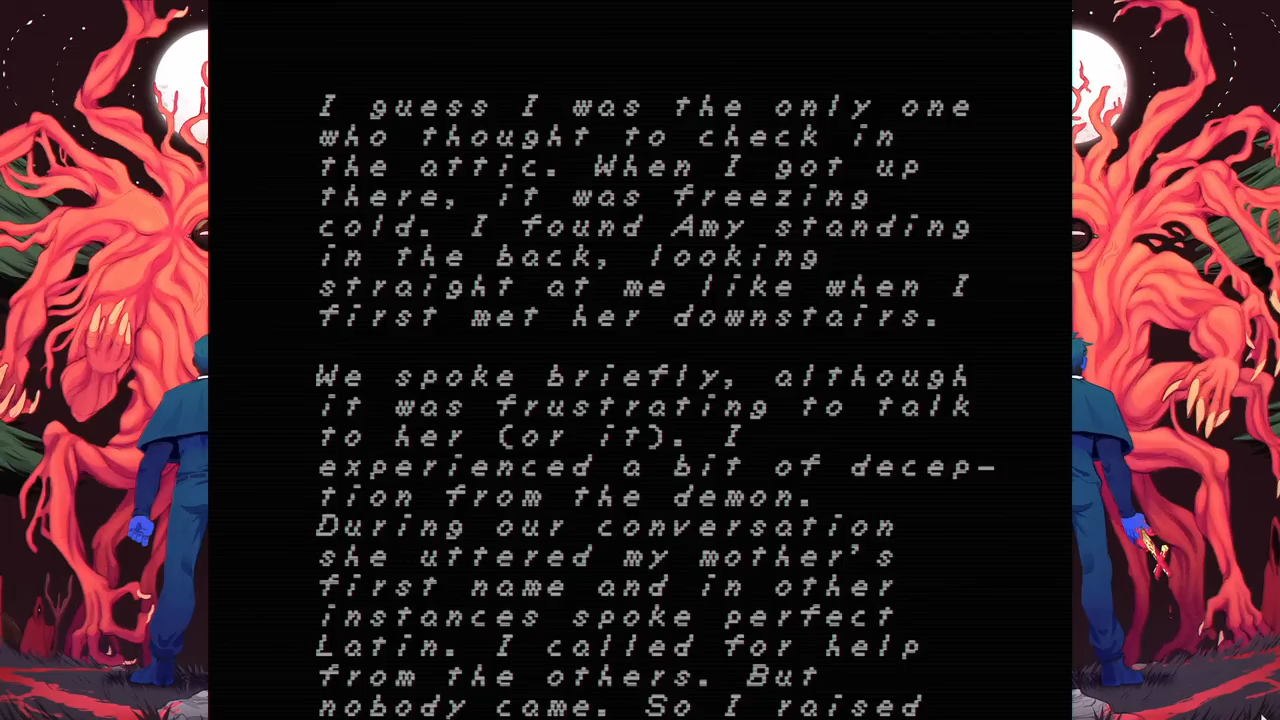 I guess I was the only one
who thought to check in
the attic. When I got up
there, it was freezing
cold. I found Amy standing
in the back, looking
straight at me like when I
first met her downstairs.
We spoke briefly, although
it was frustrating to talk
to her (or it). I
experienced a bit of decep-
tion from the demon.
During our conversation
she uttered my mother's
first name and in other
instances spoke perfect
Latin. I called for help
from the others. But
nobody came. So I raised